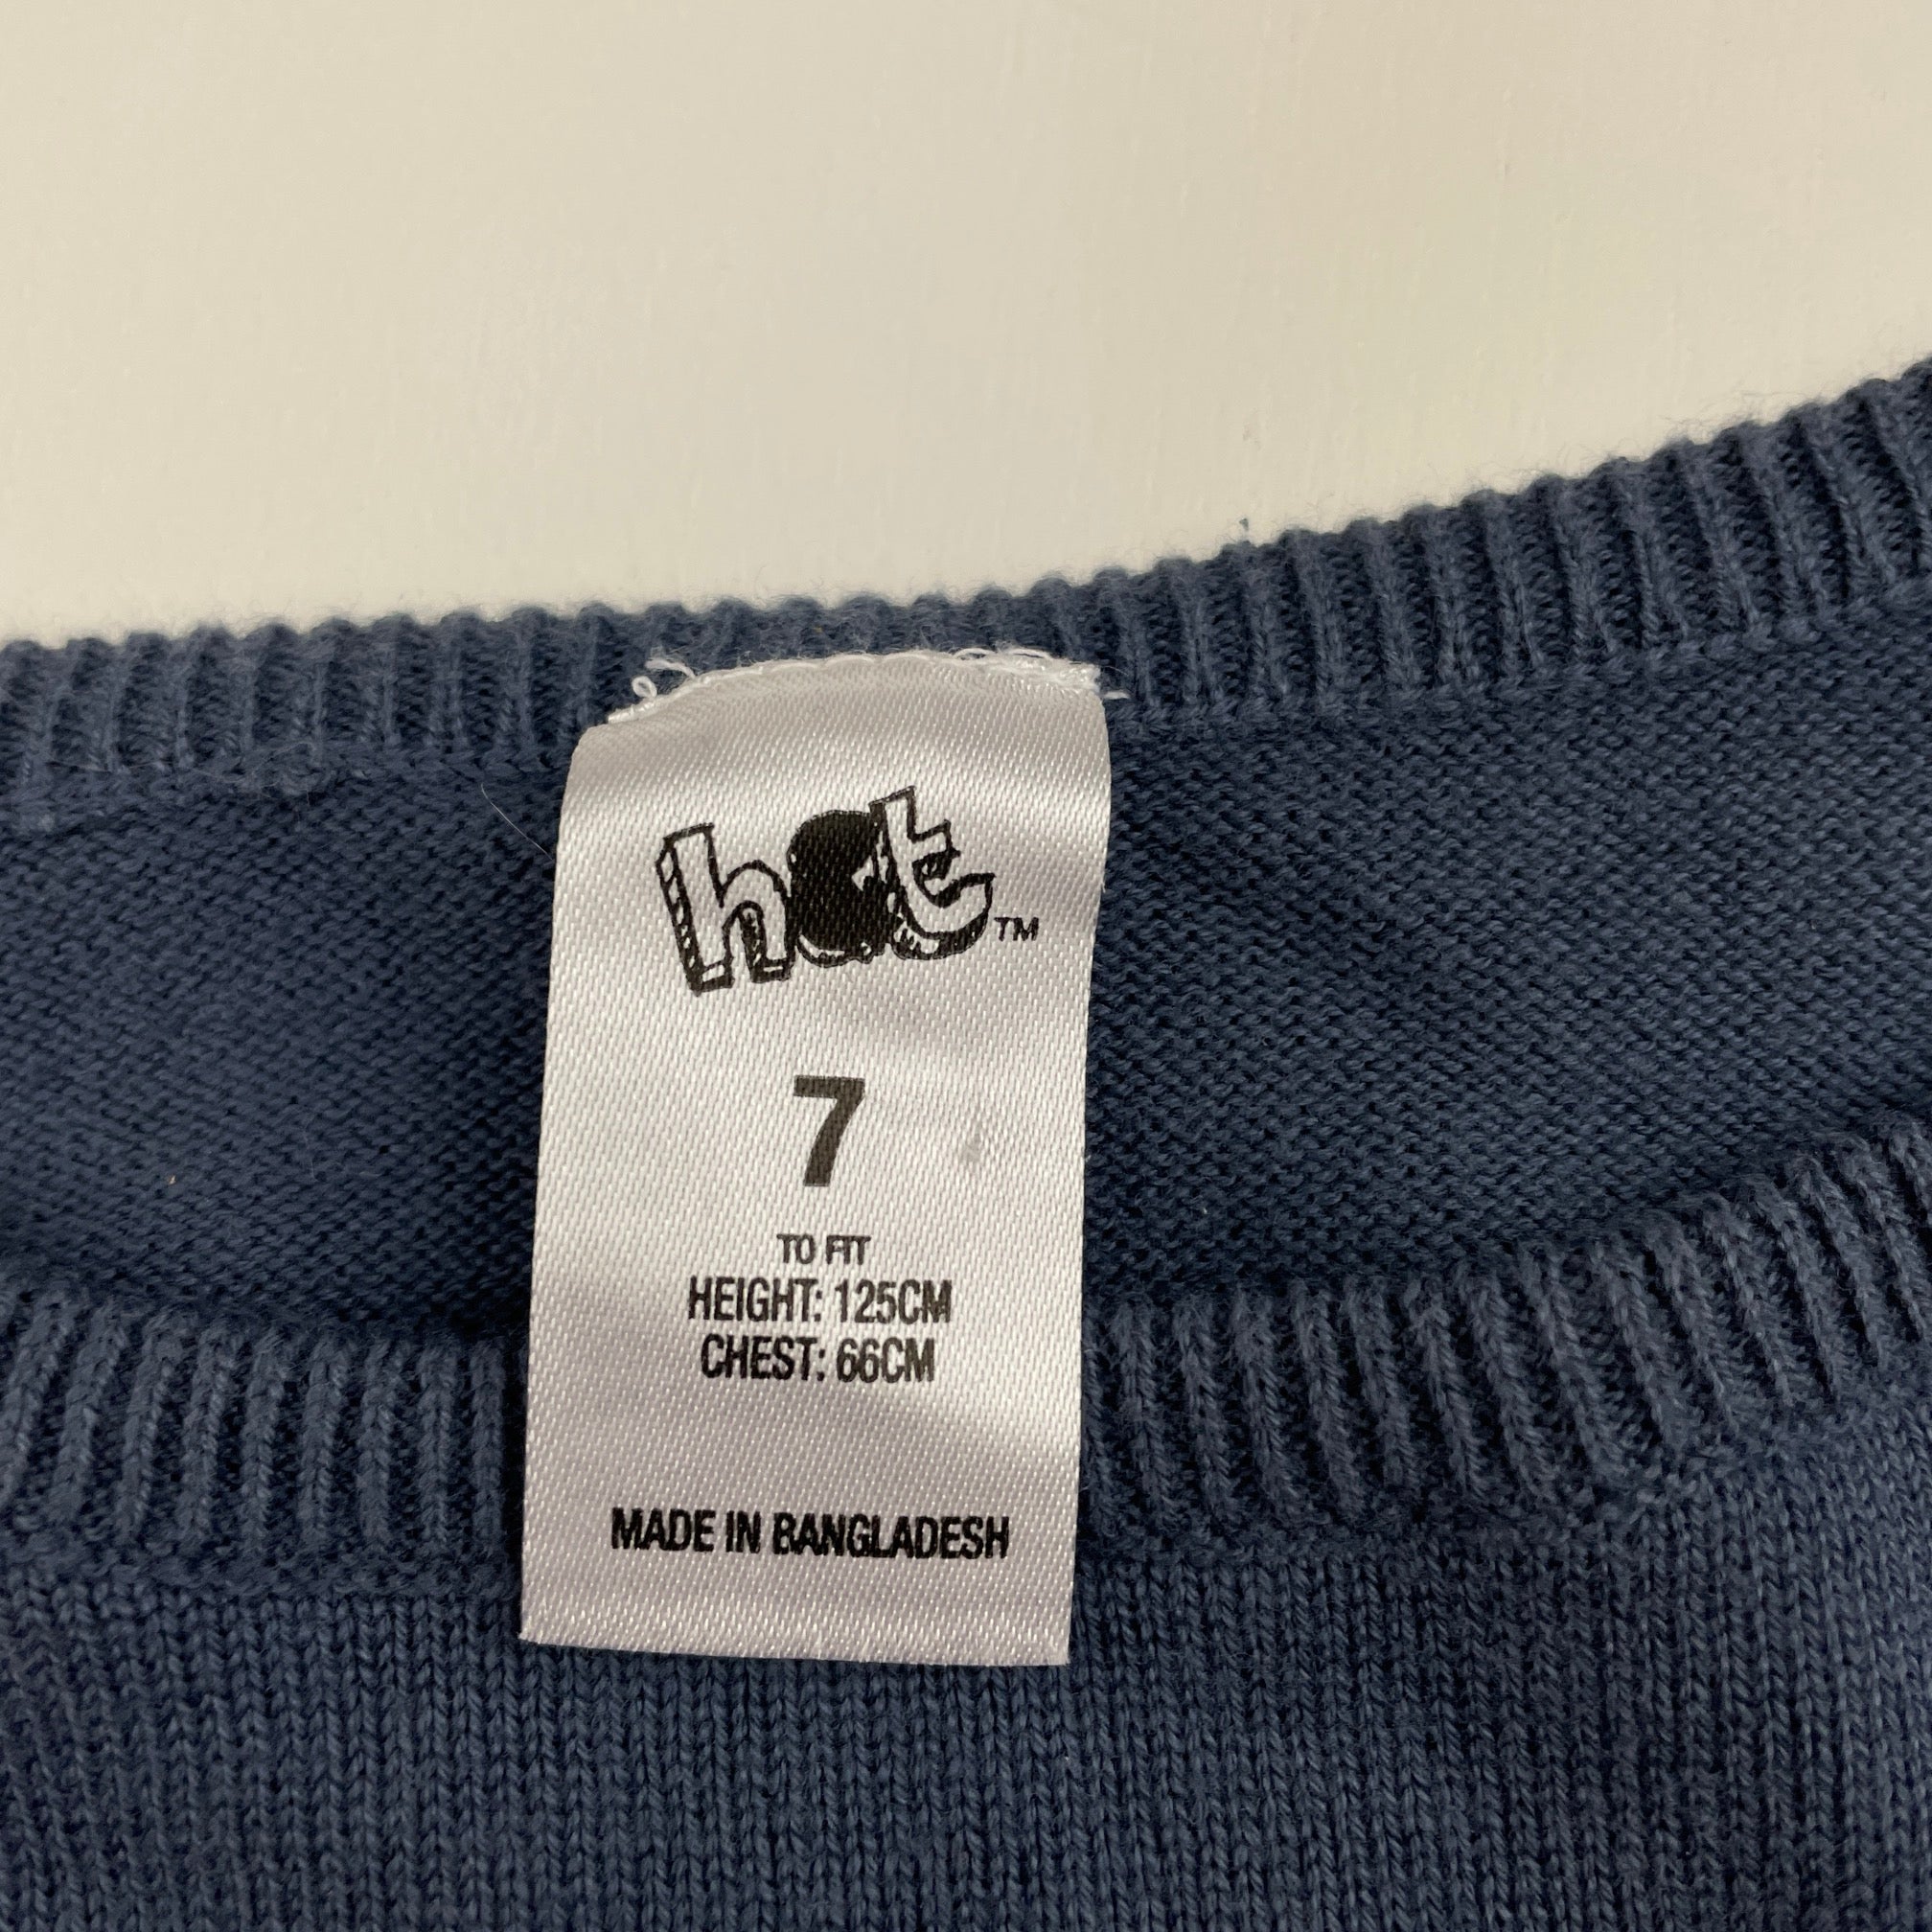 hot™
7
TO FIT
HEIGHT: 125CM
CHEST: 66CM
MADE IN BANGLADESH